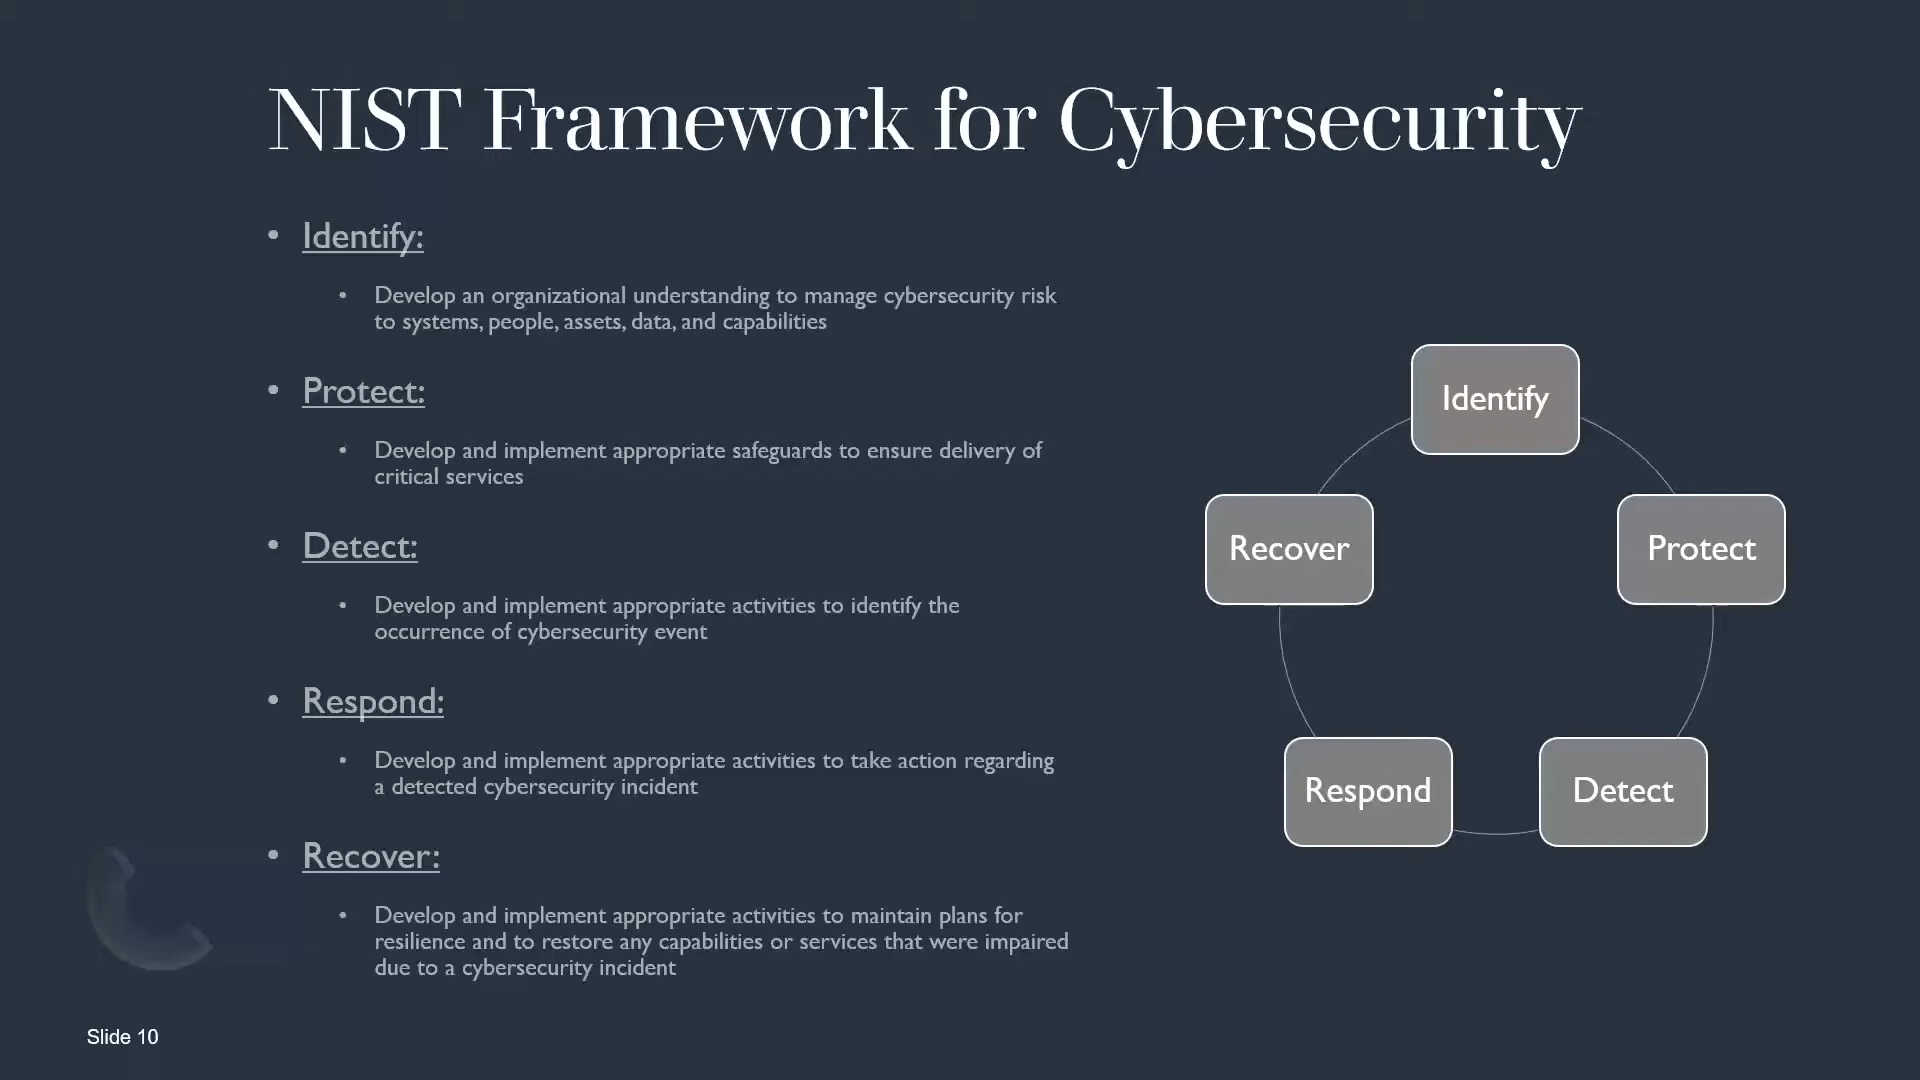 NIST Framework for Cybersecurity
• Identify:
• Develop an organizational understanding to manage cybersecurity risk
to systems, people, assets, data, and capabilities
• Protect:
• Develop and implement appropriate safeguards to ensure delivery of
critical services
• Detect:
• Develop and implement appropriate activities to identify the
occurrence of cybersecurity event
• Respond:
• Develop and implement appropriate activities to take action regarding
a detected cybersecurity incident
• Recover:
• Develop and implement appropriate activities to maintain plans for
resilience and to restore any capabilities or services that were impaired
due to a cybersecurity incident
Identify
Protect
Detect
Respond
Recover
Slide 10